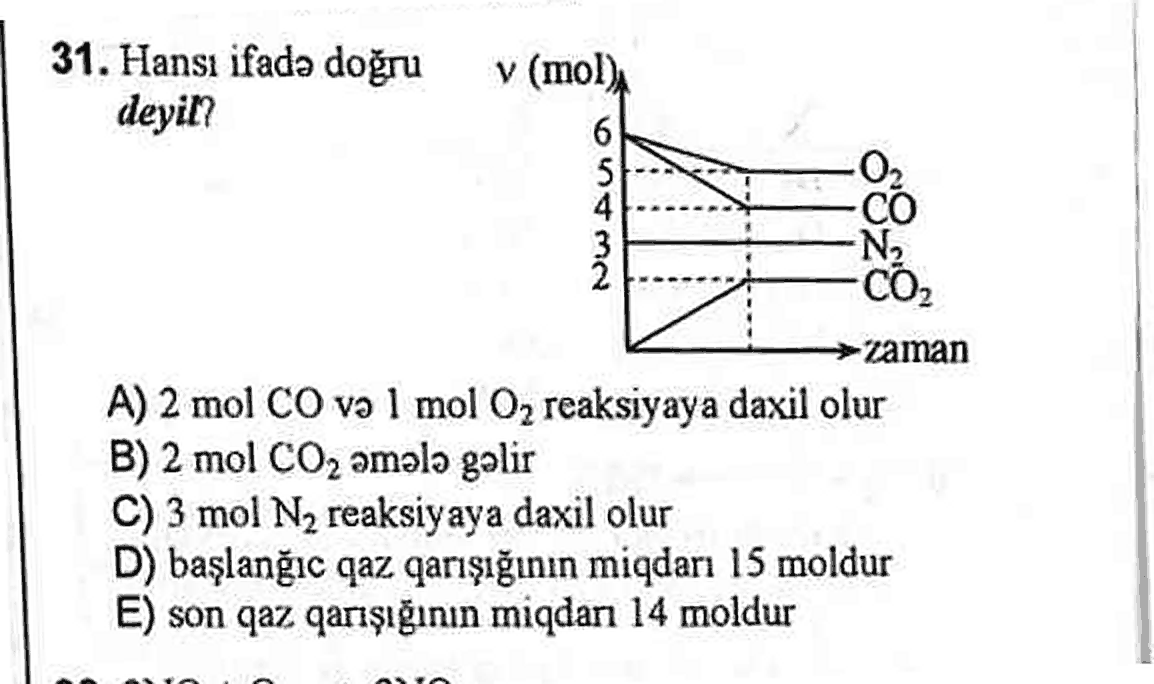 31. Hansı ifadə doğru
deyil?
ν (mol)
6
5
4
3
2
O₂
CO
N₂
CO₂
zaman
A) 2 mol CO və 1 mol O₂ reaksiyaya daxil olur
B) 2 mol CO₂ əmələ gəlir
C) 3 mol N₂ reaksiyaya daxil olur
D) başlanğıc qaz qarışığının miqdarı 15 moldur
E) son qaz qarışığının miqdarı 14 moldur